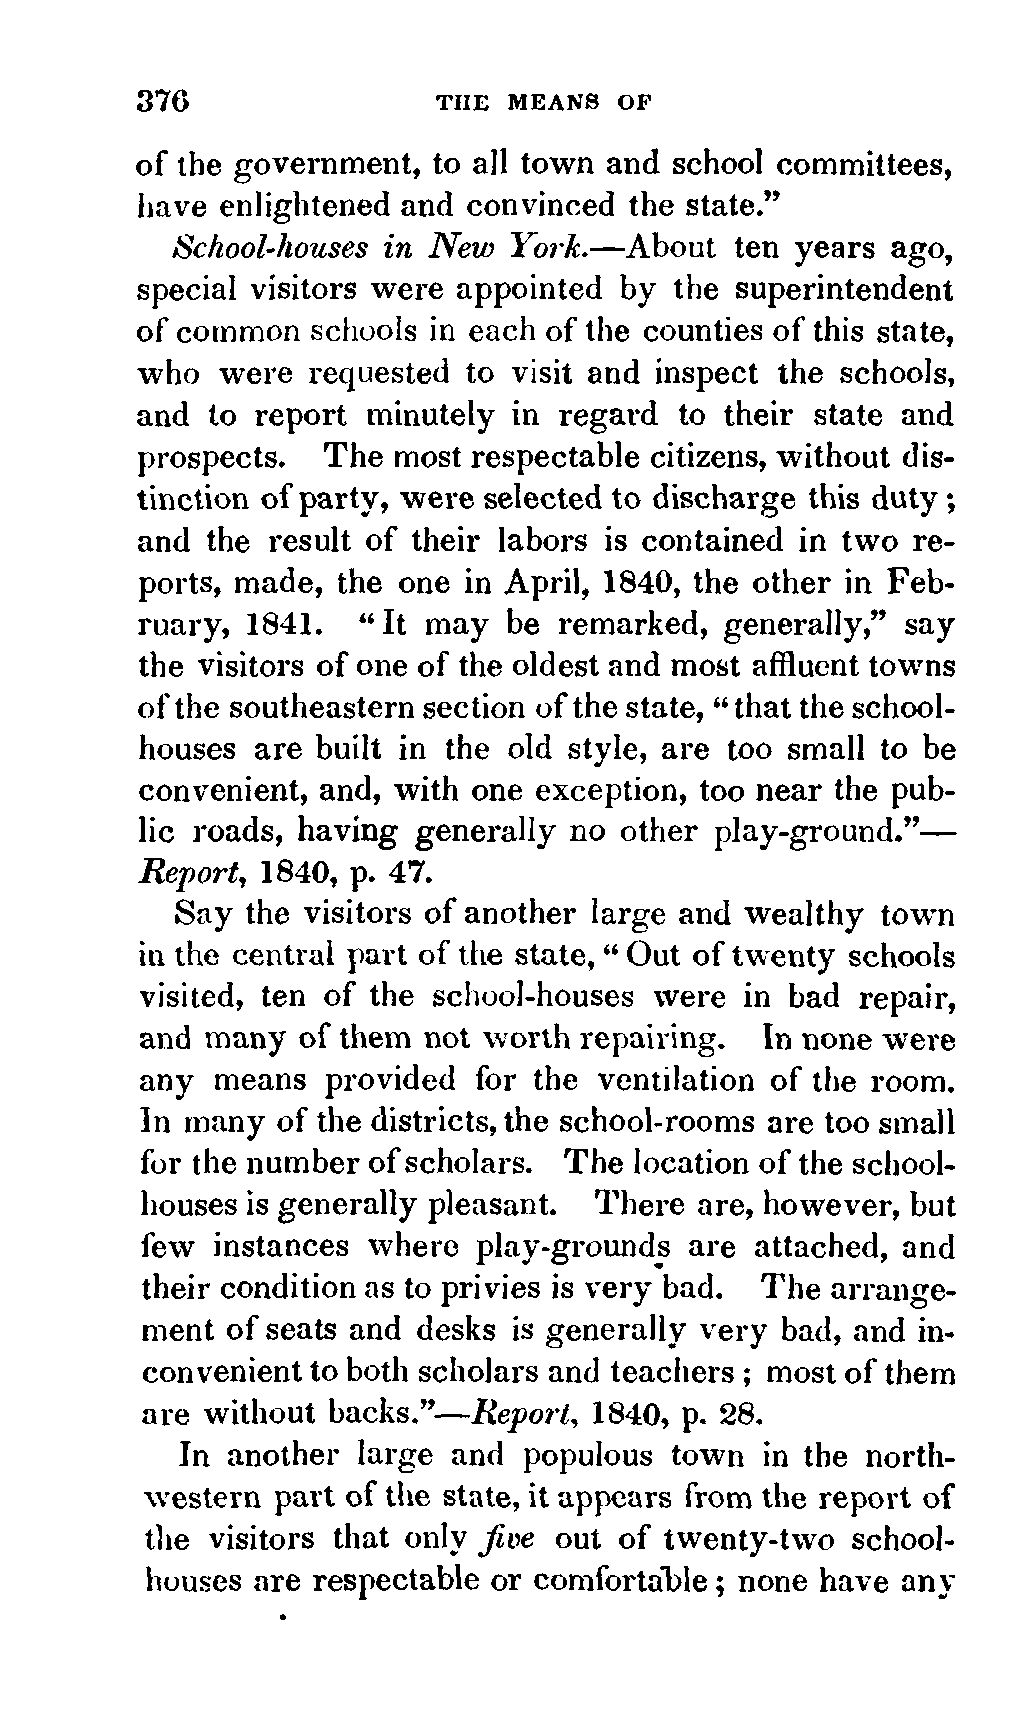 376 THE MEANS OF
of the government, to all town and school committees,
have enlightened and convinced the state.”
School-houses in New York.—About ten years ago,
special visitors were appointed by the superintendent
of common schools in each of the counties of this state,
who were requested to visit and inspect the schools,
and to report minutely in regard to their state and
prospects. The most respectable citizens, without dis-
tinction of party, were selected to discharge this duty;
and the result of their labors is contained in two re-
ports, made, the one in April, 1840, the other in Feb-
ruary, 1841. “It may be remarked, generally,” say
the visitors of one of the oldest and most affluent towns
of the southeastern section of the state, “that the school-
houses are built in the old style, are too small to be
convenient, and, with one exception, too near the pub-
lic roads, having generally no other play-ground.”—
Report, 1840, p. 47.
Say the visitors of another large and wealthy town
in the central part of the state, “Out of twenty schools
visited, ten of the school-houses were in bad repair,
and many of them not worth repairing. In none were
any means provided for the ventilation of the room.
In many of the districts, the school-rooms are too small
for the number of scholars. The location of the school-
houses is generally pleasant. There are, however, but
few instances where play-grounds are attached, and
their condition as to privies is very bad. The arrange-
ment of seats and desks is generally very bad, and in-
convenient to both scholars and teachers; most of them
are without backs.”—Report, 1840, p. 28.
In another large and populous town in the north-
western part of the state, it appears from the report of
the visitors that only five out of twenty-two school-
houses are respectable or comfortable; none have any